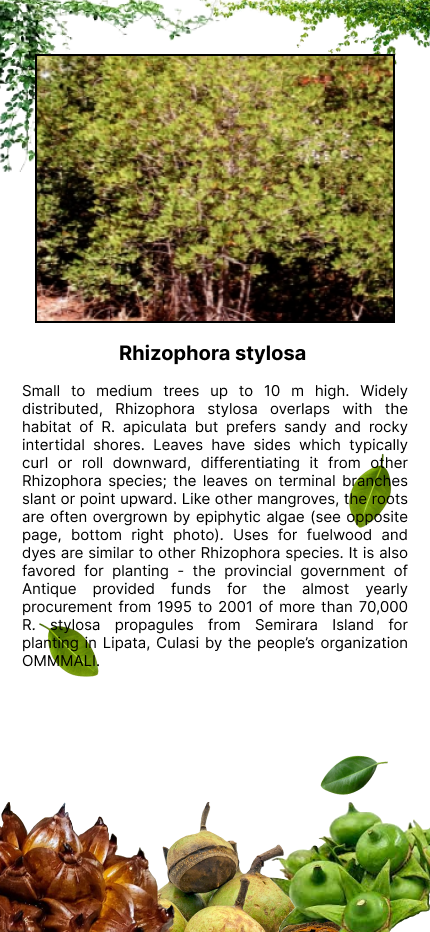 Rhizophora stylosa
Small to medium trees up to 10 m high. Widely
distributed, Rhizophora stylosa overlaps with the
habitat of R. apiculata but prefers sandy and rocky
intertidal shores. Leaves have sides which typically
curl or roll downward, differentiating it from other
Rhizophora species; the leaves on terminal branches
slant or point upward. Like other mangroves, the roots
are often overgrown by epiphytic algae (see opposite
page, bottom right photo). Uses for fuelwood and
dyes are similar to other Rhizophora species. It is also
favored for planting - the provincial government of
Antique provided funds for the almost yearly
procurement from 1995 to 2001 of more than 70,000
R. stylosa propagules from Semirara Island for
planting in Lipata, Culasi by the people’s organization
OMMMALI.